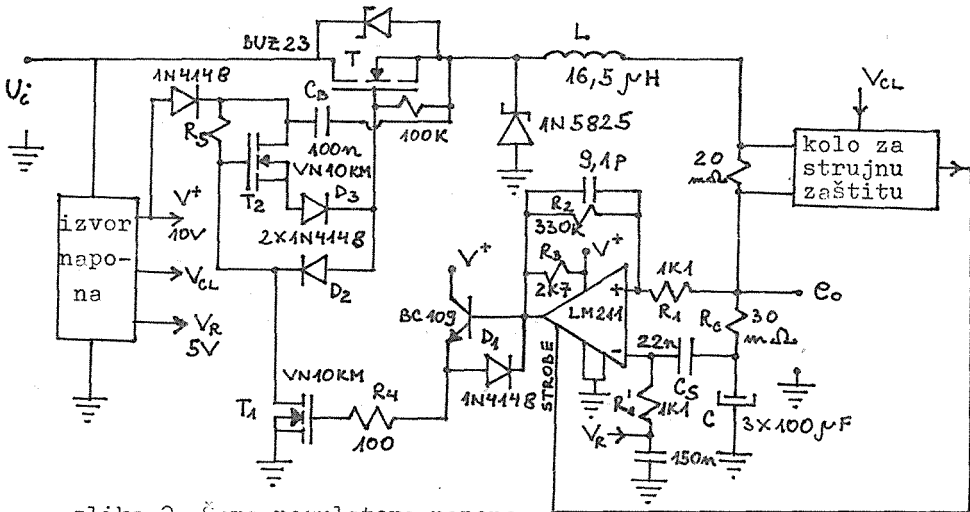 BUZ23
T
L
16,5 µH
Ui
1N4148
CB
100n
100K
R5
VN10KM
T2
D3
2X1N4148
D2
1N5825
VCL
kolo za
strujnu
zaštitu
20
mΩ
izvor
napo-
na
V+
10V
VCL
VR
5V
9,1p
R2
330K
R3
2K7
V+
V+
LM211
+
-
1K1
R1
e0
BC109
D1
1N4148
STROBE
22n
CS
RC
30
mΩ
VN10KM
T1
R4
100
R1'
1K1
VR
150n
C
3X100µF